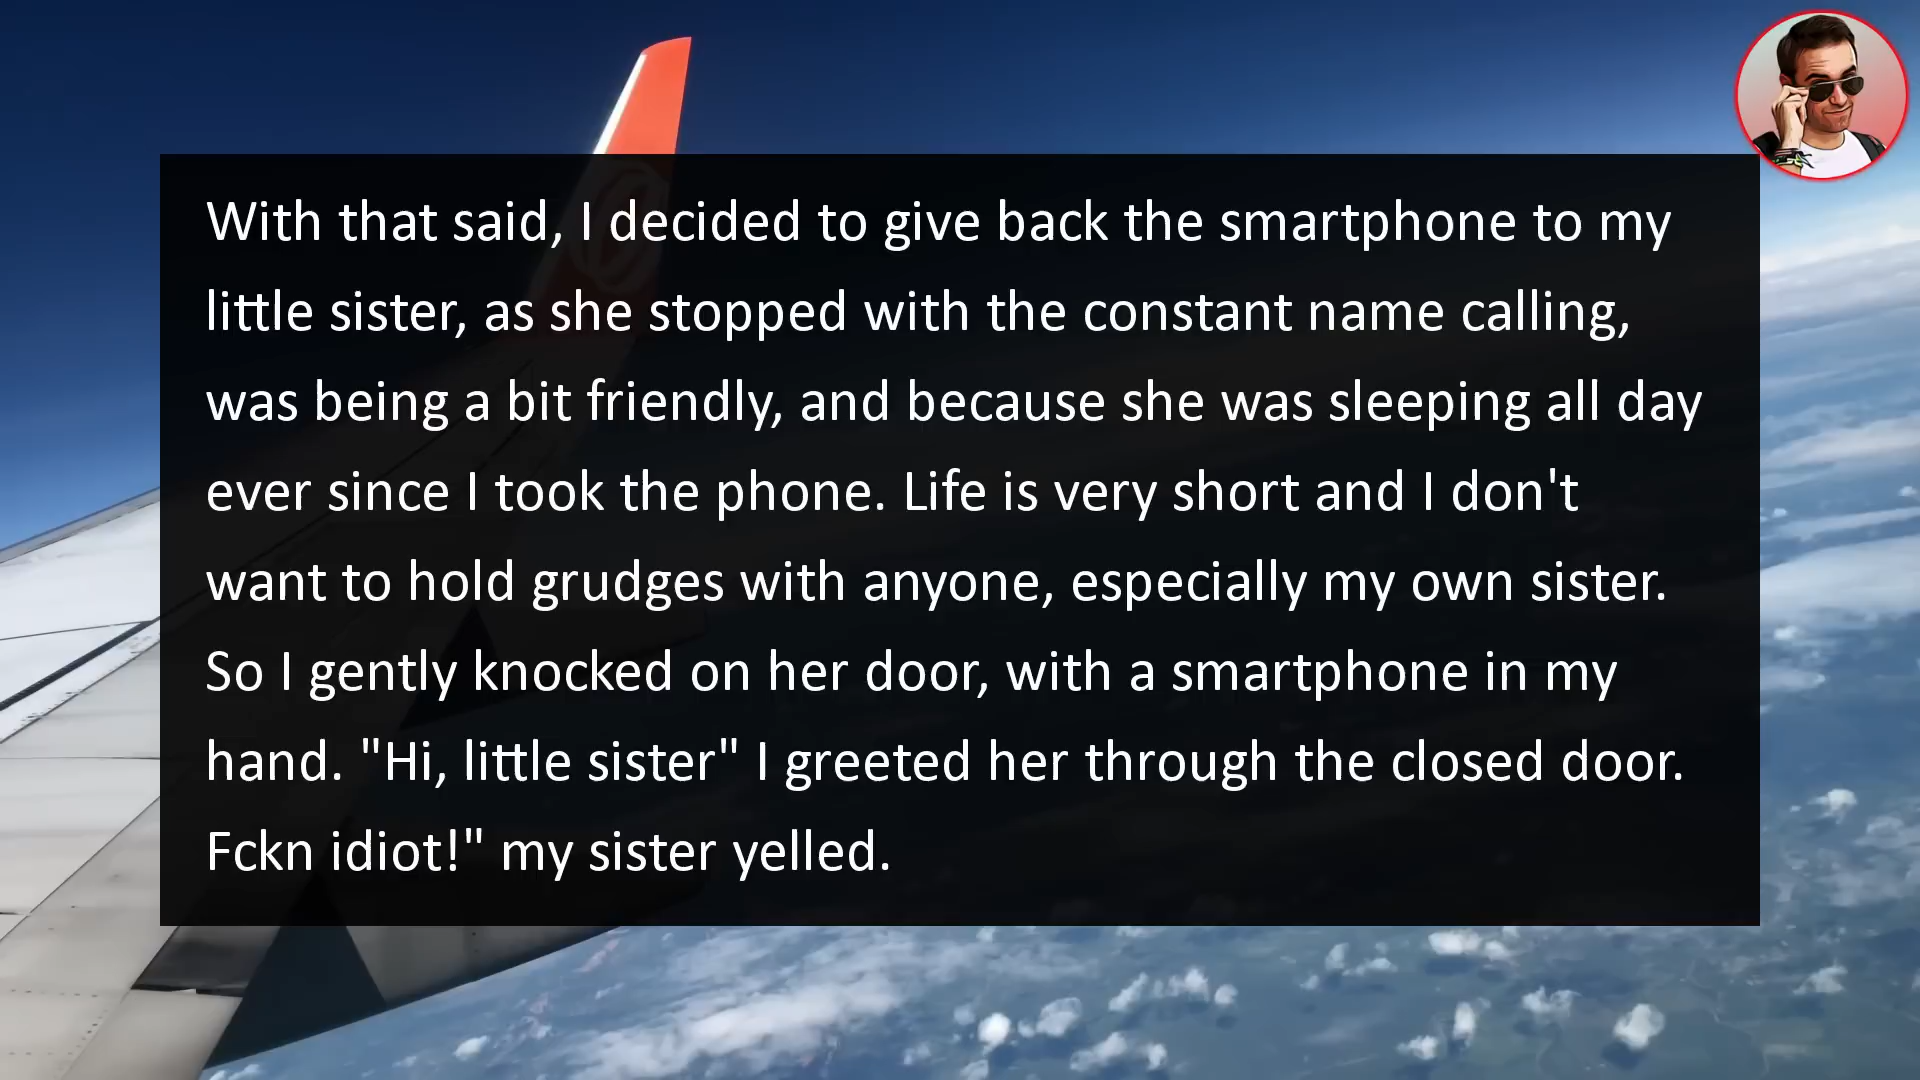 With that said, I decided to give back the smartphone to my
little sister, as she stopped with the constant name calling,
was being a bit friendly, and because she was sleeping all day
ever since I took the phone. Life is very short and I don't
want to hold grudges with anyone, especially my own sister.
So I gently knocked on her door, with a smartphone in my
hand. "Hi, little sister" I greeted her through the closed door.
Fckn idiot!" my sister yelled.